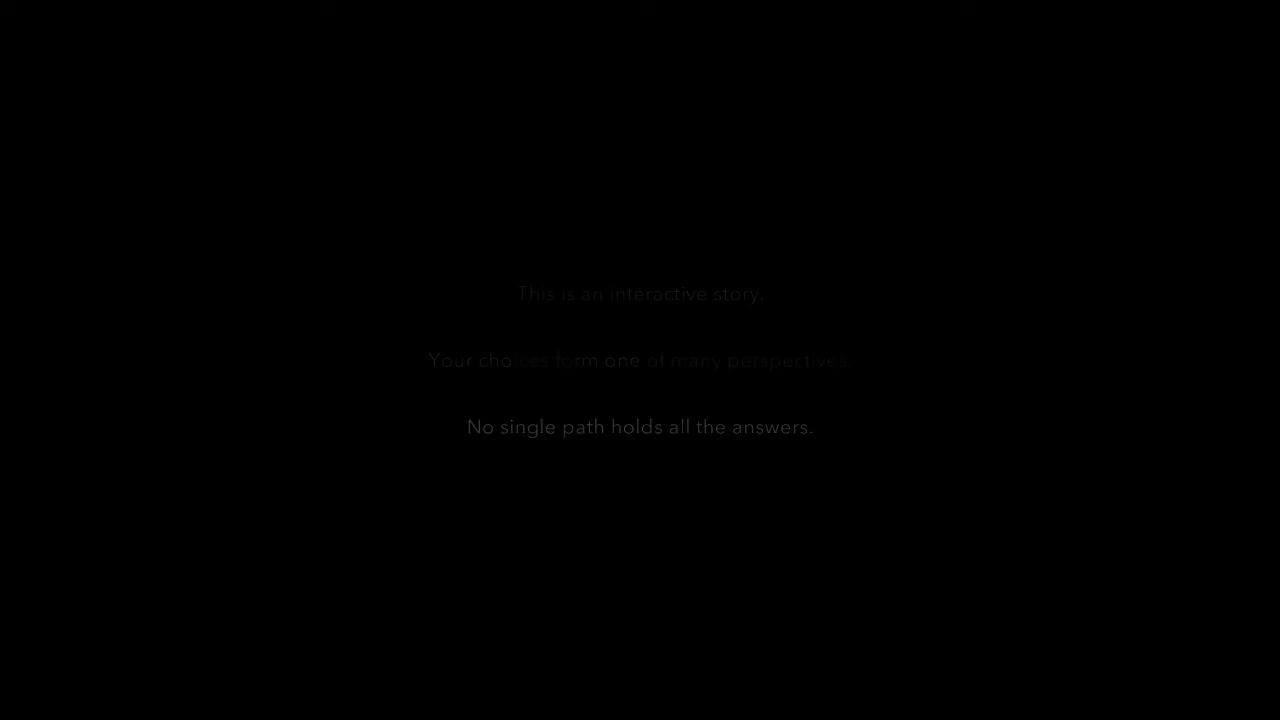 This is an interactive story.
Your choices form one of many perspectives.
No single path holds all the answers.